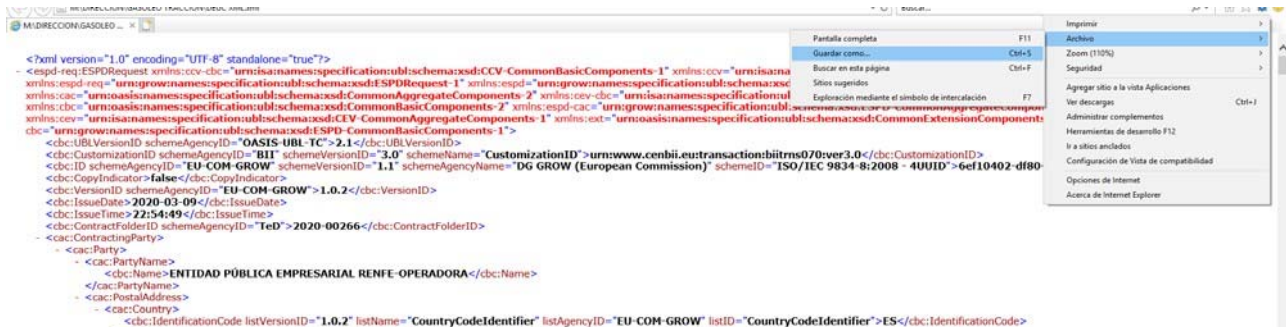 M:\DIRECCION\GASOLEO TRACCION\DEUC XML.xml
Buscar...
M:\DIRECCION\GASOLEO ...
Imprimir
Archivo
Zoom (110%)
Seguridad
Agregar sitio a la vista Aplicaciones
Ver descargas Ctrl+J
Administrar complementos
Herramientas de desarrollo F12
Ir a sitios anclados
Configuración de Vista de compatibilidad
Opciones de Internet
Acerca de Internet Explorer
Pantalla completa F11
Guardar como... Ctrl+S
Buscar en esta página Ctrl+F
Sitios sugeridos
Exploración mediante el símbolo de intercalación F7
<?xml version="1.0" encoding="UTF-8" standalone="true"?>
- <espd-req:ESPDRequest xmlns:ccv-cbc="urn:isa:names:specification:ubl:schema:xsd:CCV-CommonBasicComponents-1" xmlns:ccv="urn:isa:na
xmlns:espd-req="urn:grow:names:specification:ubl:schema:xsd:ESPDRequest-1" xmlns:espd="urn:grow:names:specification:ubl:schema:xs
xmlns:cac="urn:oasis:names:specification:ubl:schema:xsd:CommonAggregateComponents-2" xmlns:cev-cbc="urn:isa:names:specification:ubl
xmlns:cbc="urn:oasis:names:specification:ubl:schema:xsd:CommonBasicComponents-2" xmlns:espd-cac="urn:grow:names:specification:ubl:schema:xsd:ESPD-CommonAggregateCompon
xmlns:cev="urn:isa:names:specification:ubl:schema:xsd:CEV-CommonAggregateComponents-1" xmlns:ext="urn:oasis:names:specification:ubl:schema:xsd:CommonExtensionComponents
cbc="urn:grow:names:specification:ubl:schema:xsd:ESPD-CommonBasicComponents-1">
<cbc:UBLVersionID schemeAgencyID="OASIS-UBL-TC">2.1</cbc:UBLVersionID>
<cbc:CustomizationID schemeAgencyID="BII" schemeVersionID="3.0" schemeName="CustomizationID">urn:www.cenbii.eu:transaction:biitrns070:ver3.0</cbc:CustomizationID>
<cbc:ID schemeAgencyID="EU-COM-GROW" schemeVersionID="1.1" schemeAgencyName="DG GROW (European Commission)" schemeID="ISO/IEC 9834-8:2008 - 4UUID">6ef10402-df80-
<cbc:CopyIndicator>false</cbc:CopyIndicator>
<cbc:VersionID schemeAgencyID="EU-COM-GROW">1.0.2</cbc:VersionID>
<cbc:IssueDate>2020-03-09</cbc:IssueDate>
<cbc:IssueTime>22:54:49</cbc:IssueTime>
<cbc:ContractFolderID schemeAgencyID="TeD">2020-00266</cbc:ContractFolderID>
- <cac:ContractingParty>
- <cac:Party>
- <cac:PartyName>
<cbc:Name>ENTIDAD PÚBLICA EMPRESARIAL RENFE-OPERADORA</cbc:Name>
</cac:PartyName>
- <cac:PostalAddress>
- <cac:Country>
<cbc:IdentificationCode listVersionID="1.0.2" listName="CountryCodeIdentifier" listAgencyID="EU-COM-GROW" listID="CountryCodeIdentifier">ES</cbc:IdentificationCode>